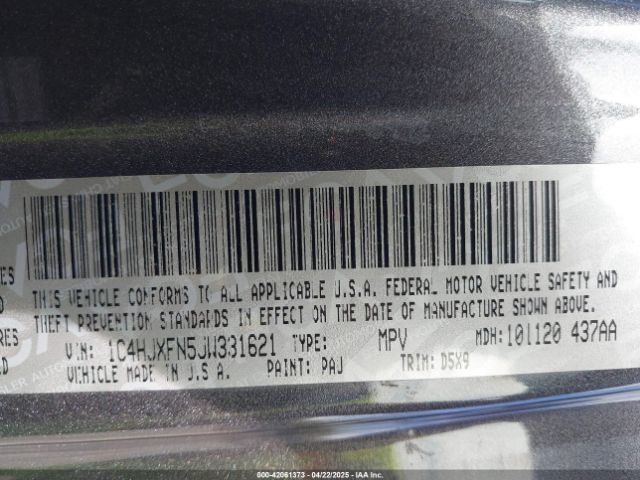 THIS VEHICLE CONFORMS TO ALL APPLICABLE U.S.A. FEDERAL MOTOR VEHICLE SAFETY AND
THEFT PREVENTION STANDARDS IN EFFECT ON THE DATE OF MANUFACTURE SHOWN ABOVE.
VIN: 1C4HJXFN5JW331621 TYPE: MPV MDH:101120 437AA
VEHICLE MADE IN U.S.A. PAINT: PAU TRIM: D5X9
600-42061373 - 04/22/2025 - IAA Inc.